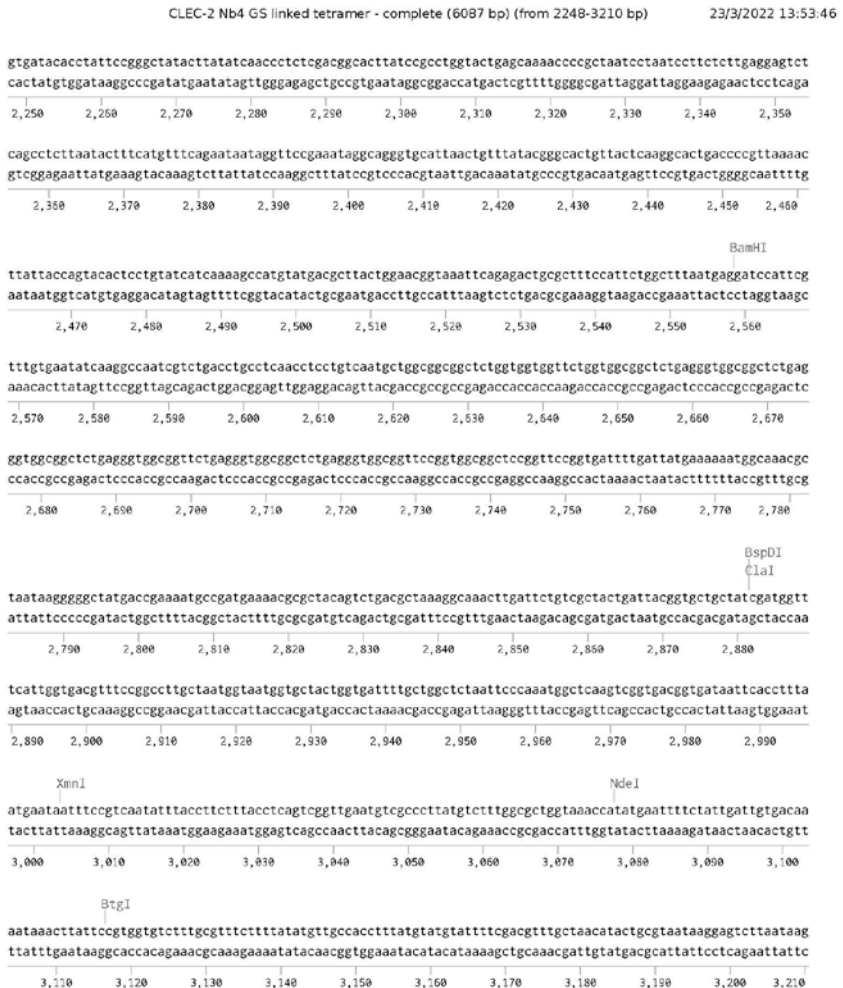 CLEC-2 Nb4 GS linked tetramer - complete (6087 bp) (from 2248-3210 bp) 23/3/2022 13:53:46
gtgatacacctattccgggctatacttatatcaaccctctcgacggcacttatccgcctggtactgagcaaaaccccgctaatcctaatccttctcttgaggagtct
cactatgtggataaggcccgatatgaatatagttgggagagctgccgtgaataggcggaccatgactcgttttggggcgattaggattaggaagagaactcctcaga
2,250 2,260 2,270 2,280 2,290 2,300 2,310 2,320 2,330 2,340 2,350
cagcctcttaatactttcatgtttcagaataataggttccgaaataggcagggtgcattaactgtttatacgggcactgttactcaaggcactgaccccgttaaaac
gtcggagaattatgaaagtacaaagtcttattatccaaggctttatccgtcccacgtaattgacaaatatgcccgtgacaatgagttccgtgactggggcaattttg
2,360 2,370 2,380 2,390 2,400 2,410 2,420 2,430 2,440 2,450 2,460
BamHI
ttattaccagtacactcctgtatcatcaaaagccatgtatgacgcttactggaacggtaaattcagagactgcgctttccattctggctttaatgaggatccattcg
aataatggtcatgtgaggacatagtagttttcggtacatactgcgaatgaccttgccatttaagtctctgacgcgaaaggtaagaccgaaattactcctaggtaagc
2,470 2,480 2,490 2,500 2,510 2,520 2,530 2,540 2,550 2,560
tttgtgaatatcaaggccaatcgtctgacctgcctcaacctcctgtcaatgctggcggcggctctggtggtggttctggtggcggctctgagggtggcggctctgag
aaacacttatagttccggttagcagactggacggagttggaggacagttacgaccgccgccgagaccaccaccaagaccaccgccgagactcccaccgccgagactc
2,570 2,580 2,590 2,600 2,610 2,620 2,630 2,640 2,650 2,660 2,670
ggtggcggctctgagggtggcggttctgagggtggcggctctgagggtggcggttccggtggcggctccggttccggtgattttgattatgaaaaaatggcaaacgc
ccaccgccgagactcccaccgccaagactcccaccgccgagactcccaccgccaaggccaccgccgaggccaaggccactaaaactaatacttttttaccgtttgcg
2,680 2,690 2,700 2,710 2,720 2,730 2,740 2,750 2,760 2,770 2,780
BspDI
ClaI
taataagggggctatgaccgaaaatgccgatgaaaacgcgctacagtctgacgctaaaggcaaacttgattctgtcgctactgattacggtgctgctatcgatggtt
attattcccccgatactggcttttacggctacttttgcgcgatgtcagactgcgatttccgtttgaactaagacagcgatgactaatgccacgacgatagctaccaa
2,790 2,800 2,810 2,820 2,830 2,840 2,850 2,860 2,870 2,880
tcattggtgacgtttccggccttgctaatggtaatggtgctactggtgattttgctggctctaattcccaaatggctcaagtcggtgacggtgataattcaccttta
agtaaccactgcaaaggccggaacgattaccattaccacgatgaccactaaaacgaccgagattaagggtttaccgagttcagccactgccactattaagtggaaat
2,890 2,900 2,910 2,920 2,930 2,940 2,950 2,960 2,970 2,980 2,990
XmnI NdeI
atgaataatttccgtcaatatttaccttctttacctcagtcggttgaatgtcgcccttatgtctttggcgctggtaaaccatatgaattttctattgattgtgacaa
tacttattaaaggcagttataaatggaagaaatggagtcagccaacttacagcgggaatacagaaaccgcgaccatttggtatacttaaaagataactaacactgtt
3,000 3,010 3,020 3,030 3,040 3,050 3,060 3,070 3,080 3,090 3,100
BtgI
aataaacttattccgtggtgtctttgcgtttcttttatatgttgccacctttatgtatgtattttcgacgtttgctaacatactgcgtaataaggagtcttaataag
ttatttgaataaggcaccacagaaacgcaaagaaaatatacaacggtggaaatacatacataaaagctgcaaacgattgtatgacgcattattcctcagaattattc
3,110 3,120 3,130 3,140 3,150 3,160 3,170 3,180 3,190 3,200 3,210